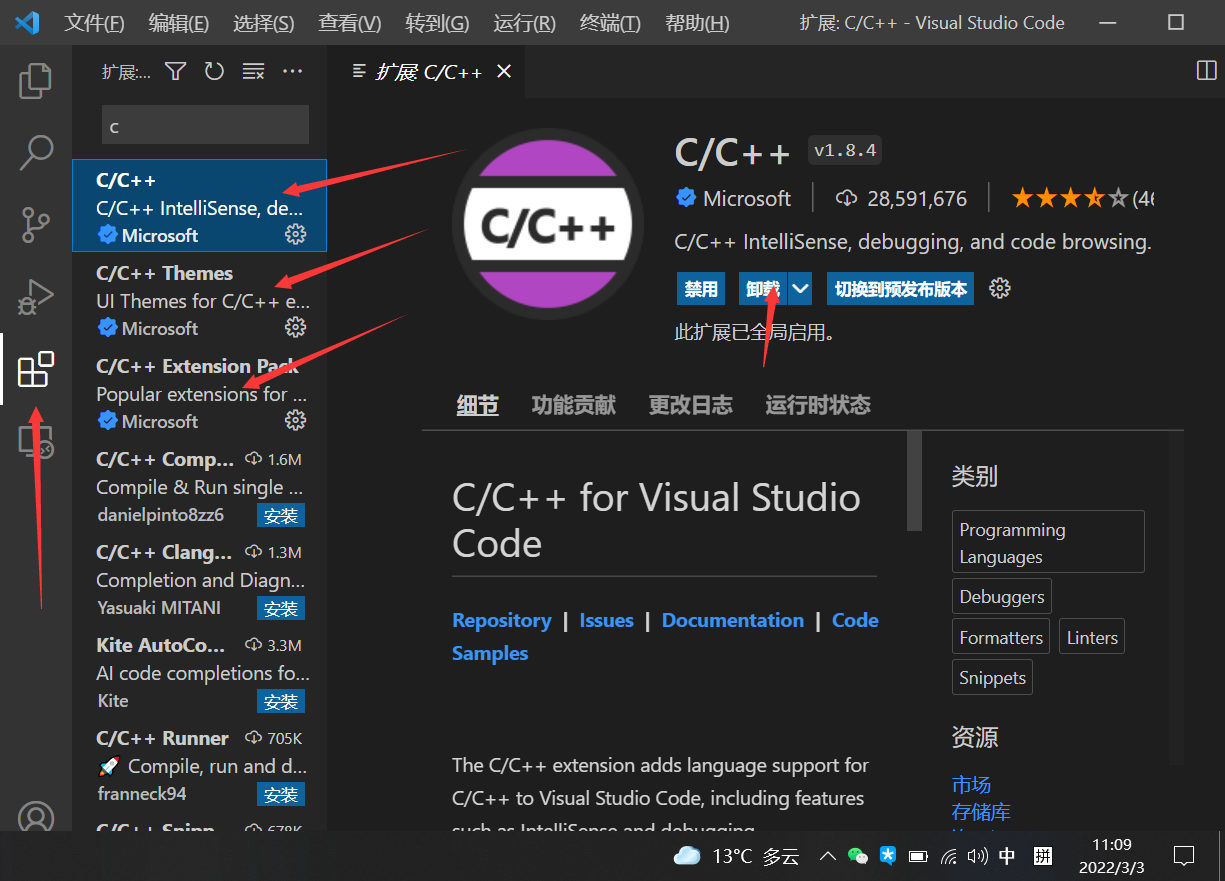 文件(F) 编辑(E) 选择(S) 查看(V) 转到(G) 运行(R) 终端(T) 帮助(H) 扩展: C/C++ - Visual Studio Code
扩展:...
扩展 C/C++
c
C/C++
C/C++ IntelliSense, de...
Microsoft
C/C++ Themes
UI Themes for C/C++ e...
Microsoft
C/C++ Extension Pack
Popular extensions for ...
Microsoft
C/C++ Comp... 1.6M
Compile & Run single ...
danielpinto8zz6 安装
C/C++ Clang... 1.3M
Completion and Diagn...
Yasuaki MITANI 安装
Kite AutoCo... 3.3M
AI code completions fo...
Kite 安装
C/C++ Runner 705K
🚀 Compile, run and d...
franneck94 安装
C/C++ Snipp... 678K
C/C++
C/C++ v1.8.4
Microsoft 28,591,676 (46
C/C++ IntelliSense, debugging, and code browsing.
禁用 卸载 切换到预发布版本
此扩展已全局启用。
细节 功能贡献 更改日志 运行时状态
C/C++ for Visual Studio
Code
Repository | Issues | Documentation | Code
Samples
The C/C++ extension adds language support for
C/C++ to Visual Studio Code, including features
such as IntelliSense and debugging.
类别
Programming
Languages
Debuggers
Formatters Linters
Snippets
资源
市场
存储库
13°C 多云 中 拼 11:09
2022/3/3